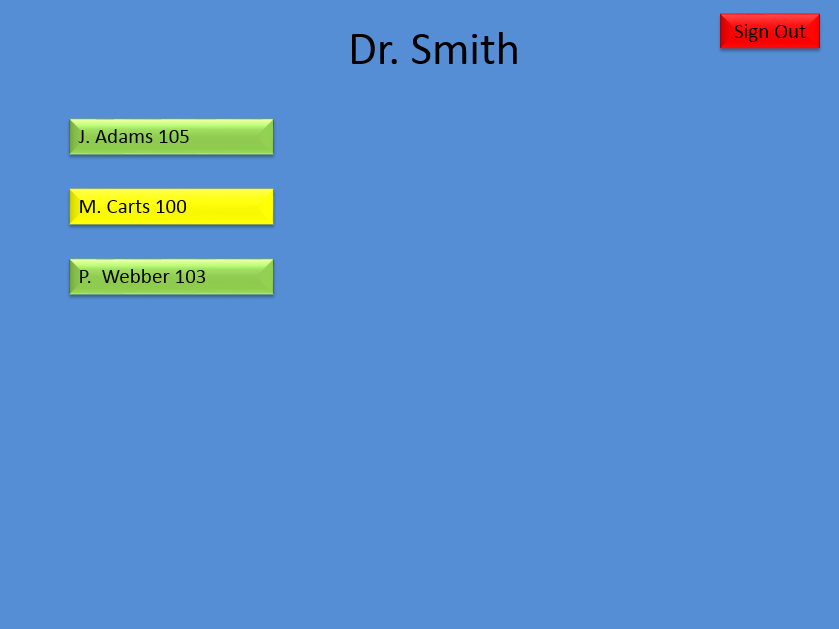 Dr. Smith
Sign Out
J. Adams 105
M. Carts 100
P.  Webber 103